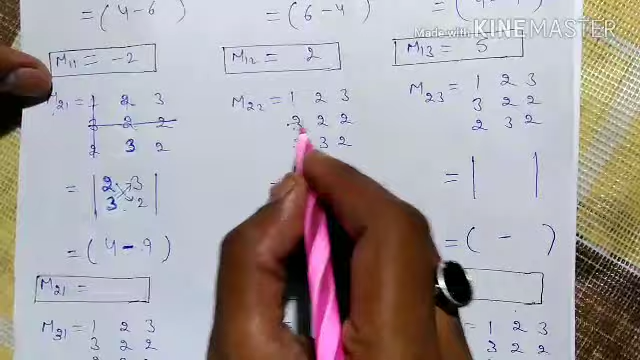 = (4-6)
= (6-4)
Made with KINEMASTER
M11 = -2
M12 = 2
M13 = 5
M21 = 1 2 3
3 2 2
2 3 2
M22 = 1 2 3
3 2 2
3 2
M23 = 1 2 3
3 2 2
2 3 2
= | 2 3 |
3 2
= | |
= (4-9)
= ( - )
M21 =
M31 = 1 2 3
3 2 2
= 1 2 3
3 2 2